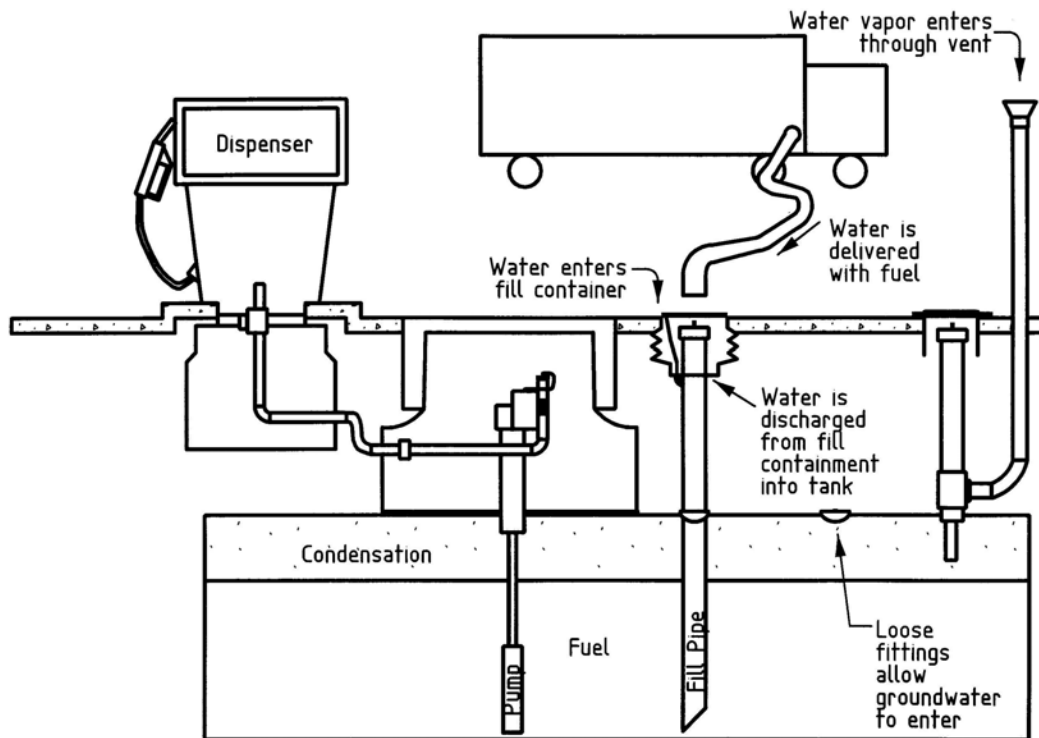 Water vapor enters
through vent
Dispenser
Water is
delivered
with fuel
Water enters
fill container
Water is
discharged
from fill
containment
into tank
Condensation
Fuel
Pump
Fill Pipe
Loose
fittings
allow
groundwater
to enter